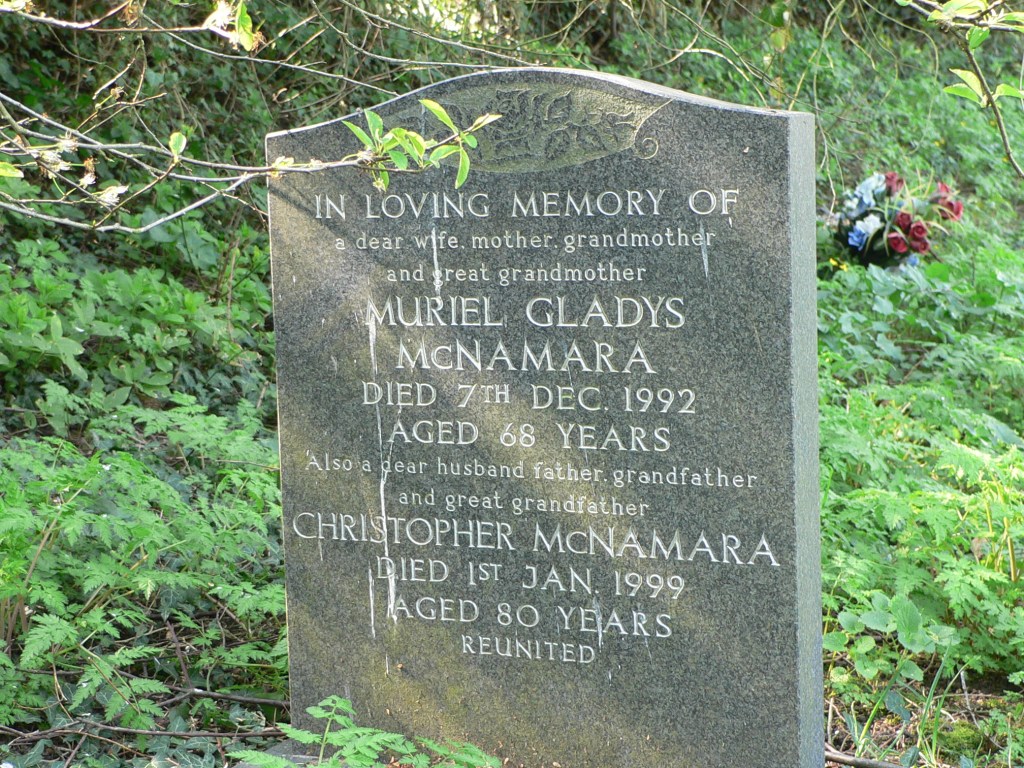 IN LOVING MEMORY OF
a dear wife, mother, grandmother
and great grandmother
MURIEL GLADYS
McNAMARA
DIED 7TH DEC. 1992
AGED 68 YEARS
Also a dear husband father, grandfather
and great grandfather
CHRISTOPHER McNAMARA
DIED 1ST JAN. 1999
AGED 80 YEARS
REUNITED